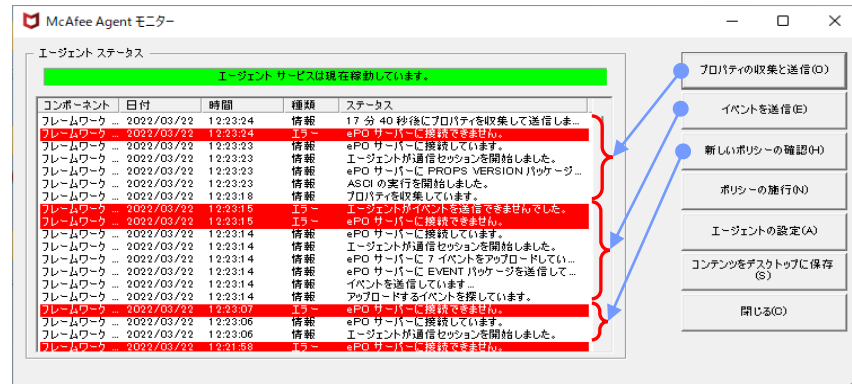 McAfee Agent モニター
エージェント ステータス
エージェント サービスは現在稼動しています。
コンポーネント 日付 時間 種類 ステータス
フレームワーク ... 2022/03/22 12:23:24 情報 17 分 40 秒後にプロパティを収集して送信しま...
フレームワーク ... 2022/03/22 12:23:24 エラー ePO サーバーに接続できません。
フレームワーク ... 2022/03/22 12:23:23 情報 ePO サーバーに接続しています。
フレームワーク ... 2022/03/22 12:23:23 情報 エージェントが通信セッションを開始しました。
フレームワーク ... 2022/03/22 12:23:23 情報 ePO サーバーに PROPS VERSION パッケージ...
フレームワーク ... 2022/03/22 12:23:23 情報 ASCI の実行を開始しました。
フレームワーク ... 2022/03/22 12:23:18 情報 プロパティを収集しています。
フレームワーク ... 2022/03/22 12:23:15 エラー エージェントがイベントを送信できませんでした。
フレームワーク ... 2022/03/22 12:23:15 エラー ePO サーバーに接続できません。
フレームワーク ... 2022/03/22 12:23:14 情報 ePO サーバーに接続しています。
フレームワーク ... 2022/03/22 12:23:14 情報 エージェントが通信セッションを開始しました。
フレームワーク ... 2022/03/22 12:23:14 情報 ePO サーバーに 7 イベントをアップロードしてい...
フレームワーク ... 2022/03/22 12:23:14 情報 ePO サーバーに EVENT パッケージを送信して...
フレームワーク ... 2022/03/22 12:23:14 情報 イベントを送信しています...
フレームワーク ... 2022/03/22 12:23:14 情報 アップロードするイベントを探しています。
フレームワーク ... 2022/03/22 12:23:07 エラー ePO サーバーに接続できません。
フレームワーク ... 2022/03/22 12:23:06 情報 ePO サーバーに接続しています。
フレームワーク ... 2022/03/22 12:23:06 情報 エージェントが通信セッションを開始しました。
フレームワーク ... 2022/03/22 12:21:58 エラー ePO サーバーに接続できません。
プロパティの収集と送信(O)
イベントを送信(E)
新しいポリシーの確認(H)
ポリシーの施行(N)
エージェントの設定(A)
コンテンツをデスクトップに保存
(S)
閉じる(C)